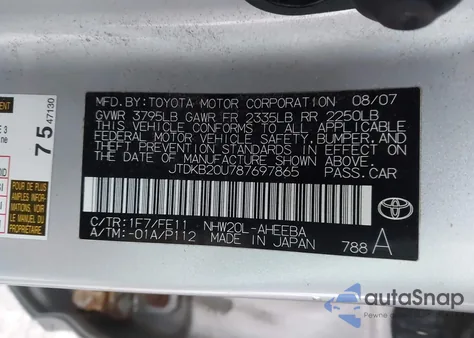 MFD.BY:TOYOTA MOTOR CORPORATION 08/07
GVWR 3795LB GAWR FR 2335LB RR 2250LB
THIS VEHICLE CONFORMS TO ALL APPLICABLE
FEDERAL MOTOR VEHICLE SAFETY, BUMPER, AND
THEFT PREVENTION STANDARDS IN EFFECT ON
THE DATE OF MANUFACTURE SHOWN ABOVE.
JTDKB20U787697865 PASS.CAR
C/TR:1F7/FE11 NHW20L-AHEEBA
A/TM:-01A/P112 MADE IN JAPAN 788 A
TOYOTA
75 47130
autoSnap